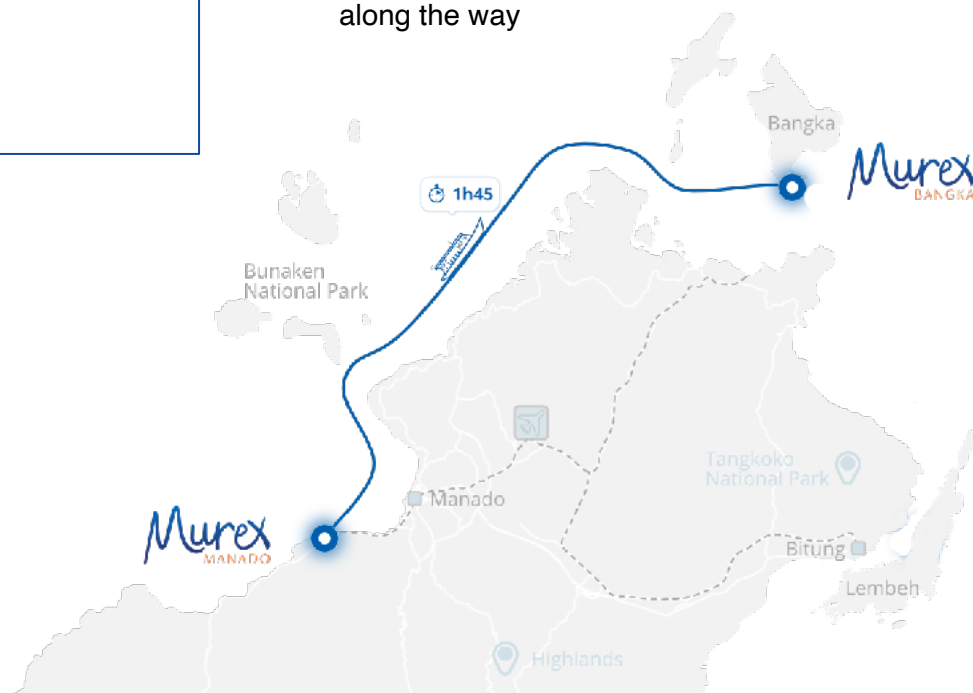 along the way
Bangka
Murex
BANGKA
1h45
Bunaken
National Park
Tangkoko
National Park
Manado
Murex
MANADO
Bitung
Lembeh
Highlands